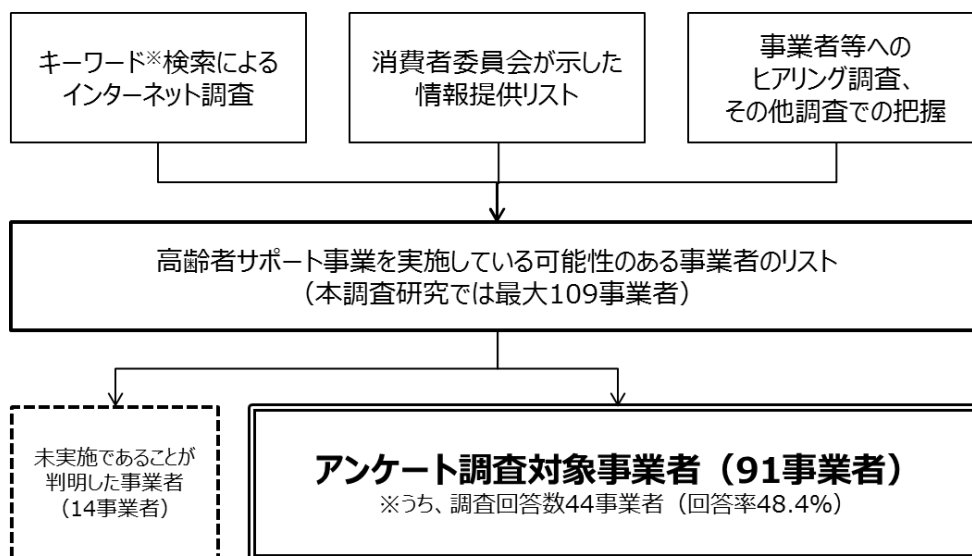 キーワード※検索による
インターネット調査
消費者委員会が示した
情報提供リスト
事業者等への
ヒアリング調査、
その他調査での把握
高齢者サポート事業を実施している可能性のある事業者のリスト
（本調査研究では最大109事業者）
未実施であることが
判明した事業者
（14事業者）
アンケート調査対象事業者（91事業者）
※うち、調査回答数44事業者（回答率48.4%）